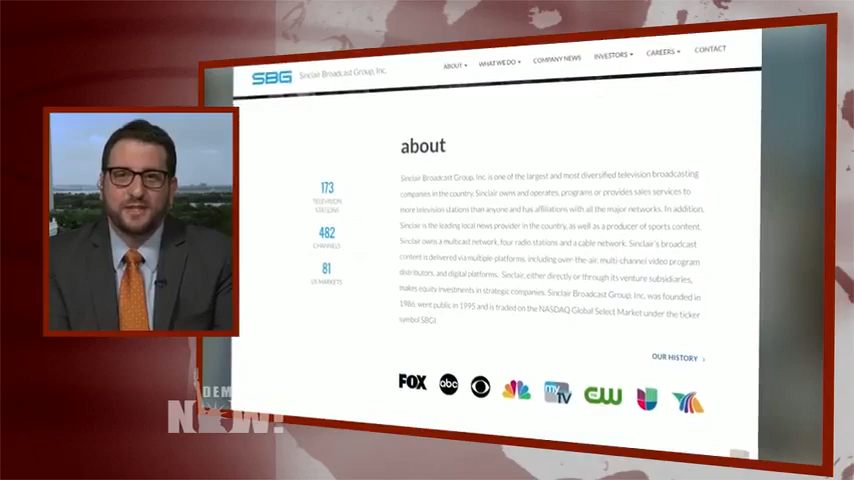 SBG Sinclair Broadcast Group, Inc.
ABOUT WHAT WE DO COMPANY NEWS INVESTORS CAREERS CONTACT
about
173
TELEVISION
STATIONS
482
CHANNELS
81
US MARKETS
Sinclair Broadcast Group, Inc. is one of the largest and most diversified television broadcasting
companies in the country. Sinclair owns and operates, programs or provides sales services to
more television stations than anyone and has affiliations with all the major networks. In addition,
Sinclair is the leading local news provider in the country, as well as a producer of sports content.
Sinclair owns a multicast network, four radio stations and a cable network. Sinclair's broadcast
content is delivered via multiple-platforms, including over-the-air, multi-channel video program
distributors, and digital platforms. Sinclair, either directly or through its venture subsidiaries,
makes equity investments in strategic companies. Sinclair Broadcast Group, Inc. was founded in
1986, went public in 1995 and is traded on the NASDAQ Global Select Market under the ticker
symbol SBGI.
OUR HISTORY
FOX abc my tv CW
DEM
NOW!